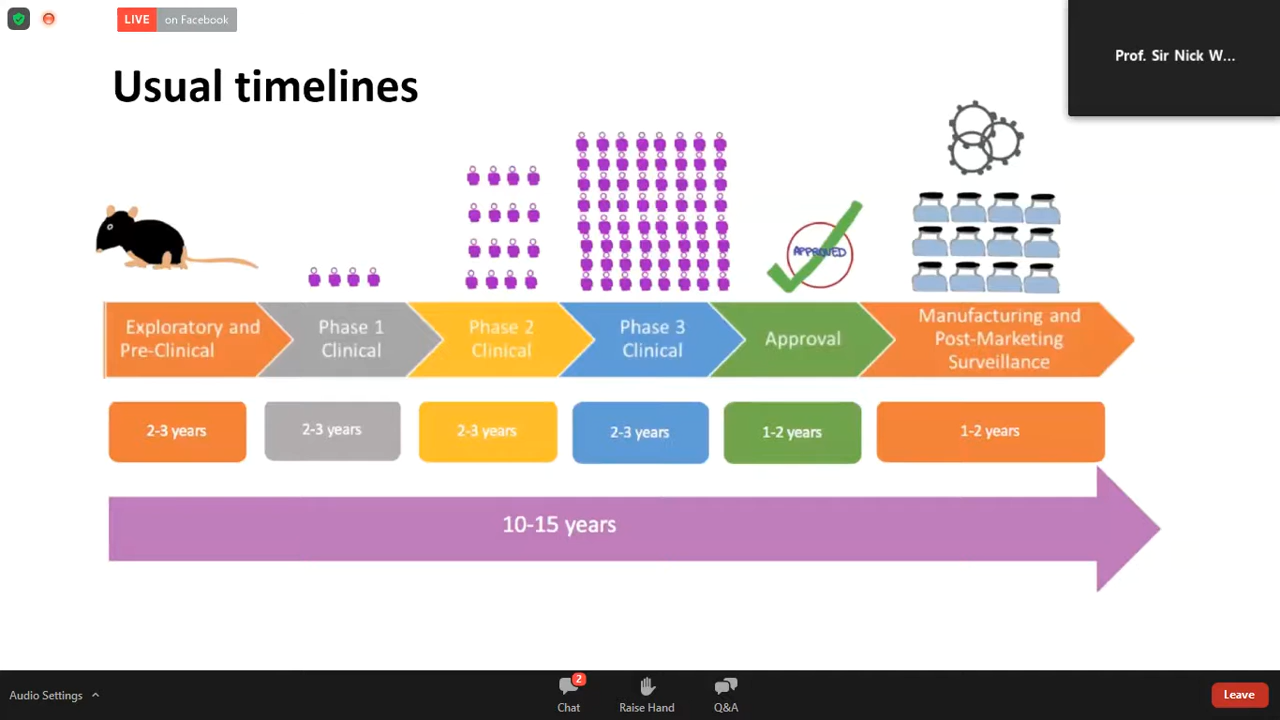 LIVE on Facebook
Prof. Sir Nick W...
Usual timelines
APPROVED
Exploratory and
Pre-Clinical
Phase 1
Clinical
Phase 2
Clinical
Phase 3
Clinical
Approval
Manufacturing and
Post-Marketing
Surveillance
2-3 years
2-3 years
2-3 years
2-3 years
1-2 years
1-2 years
10-15 years
Audio Settings
2
Chat
Raise Hand
Q&A
Leave